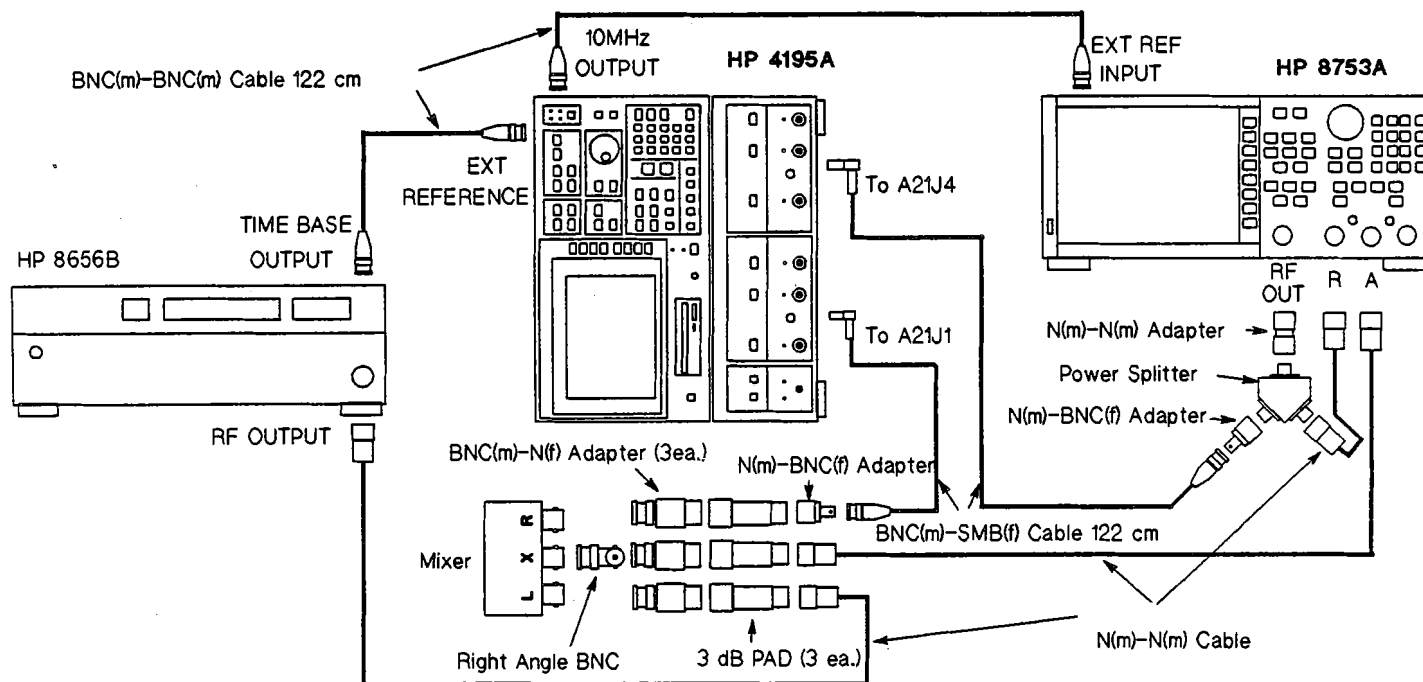 10MHz
OUTPUT
HP 4195A
EXT REF
INPUT
HP 8753A
BNC(m)-BNC(m) Cable 122 cm
EXT
REFERENCE
To A21J4
TIME BASE
OUTPUT
HP 8656B
RF
OUT
R
A
To A21J1
N(m)-N(m) Adapter
Power Splitter
N(m)-BNC(f) Adapter
RF OUTPUT
BNC(m)-N(f) Adapter (3ea.)
N(m)-BNC(f) Adapter
BNC(m)-SMB(f) Cable 122 cm
Mixer
R
X
L
Right Angle BNC
3 dB PAD (3 ea.)
N(m)-N(m) Cable